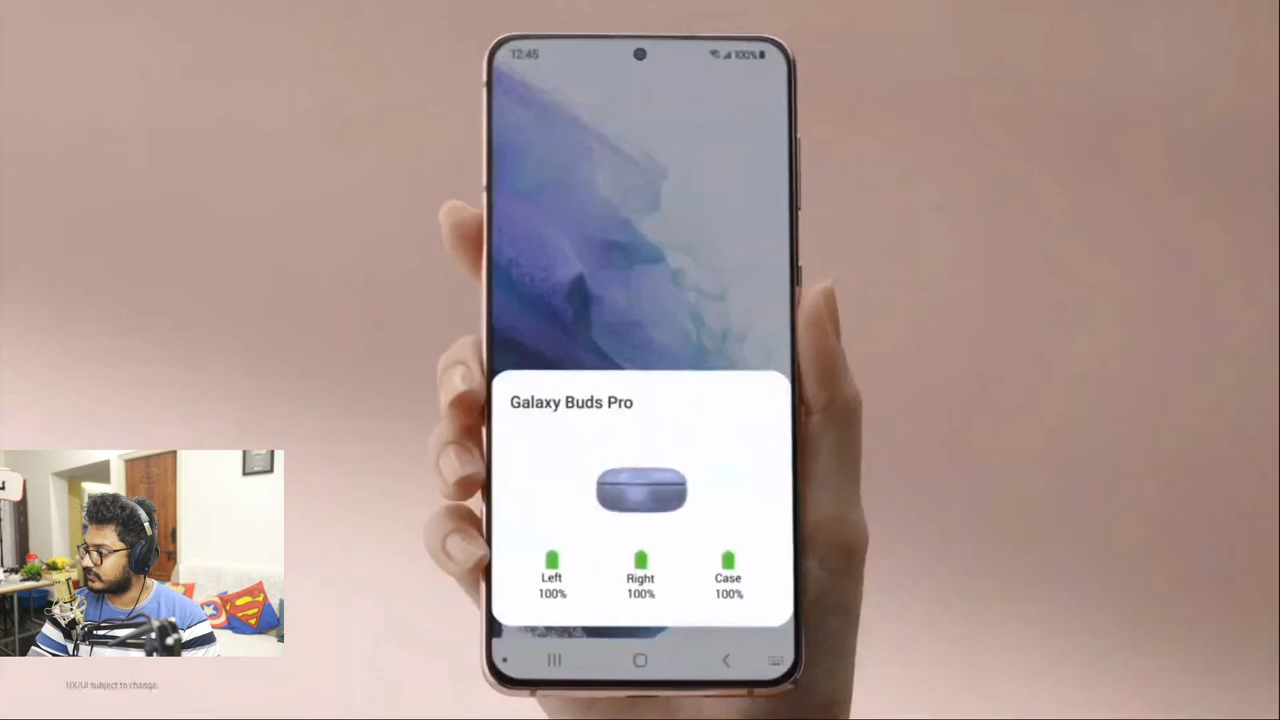 12:45
100%
Galaxy Buds Pro
Left
Right
Case
100%
100%
100%
UX/UI subject to change.